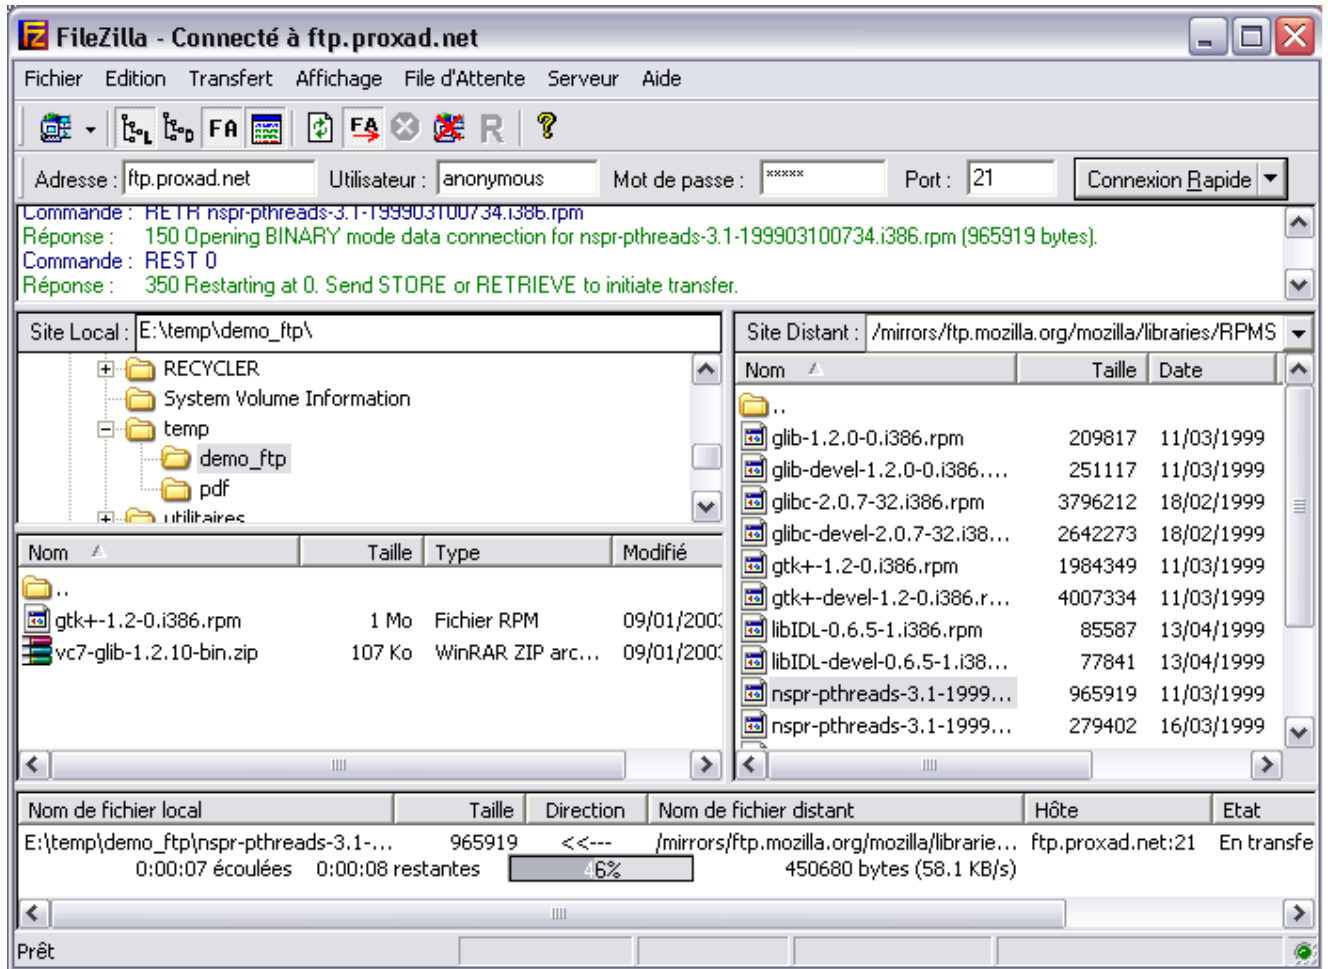 FileZilla - Connecté à ftp.proxad.net
Fichier Edition Transfert Affichage File d'Attente Serveur Aide
L D FA FA R ?
Adresse : ftp.proxad.net Utilisateur : anonymous Mot de passe : ××××× Port : 21 Connexion Rapide
Commande : RETR nspr-pthreads-3.1-199903100734.i386.rpm
Réponse : 150 Opening BINARY mode data connection for nspr-pthreads-3.1-199903100734.i386.rpm (965919 bytes).
Commande : REST 0
Réponse : 350 Restarting at 0. Send STORE or RETRIEVE to initiate transfer.
Site Local : E:\temp\demo_ftp\
RECYCLER
System Volume Information
temp
demo_ftp
pdf
utilitaires
Nom Taille Type Modifié
..
gtk+-1.2-0.i386.rpm 1 Mo Fichier RPM 09/01/200
vc7-glib-1.2.10-bin.zip 107 Ko WinRAR ZIP arc... 09/01/200
Site Distant : /mirrors/ftp.mozilla.org/mozilla/libraries/RPMS
Nom Taille Date
..
glib-1.2.0-0.i386.rpm 209817 11/03/1999
glib-devel-1.2.0-0.i386.... 251117 11/03/1999
glibc-2.0.7-32.i386.rpm 3796212 18/02/1999
glibc-devel-2.0.7-32.i38... 2642273 18/02/1999
gtk+-1.2-0.i386.rpm 1984349 11/03/1999
gtk+-devel-1.2-0.i386.r... 4007334 11/03/1999
libIDL-0.6.5-1.i386.rpm 85587 13/04/1999
libIDL-devel-0.6.5-1.i38... 77841 13/04/1999
nspr-pthreads-3.1-1999... 965919 11/03/1999
nspr-pthreads-3.1-1999... 279402 16/03/1999
Nom de fichier local Taille Direction Nom de fichier distant Hôte Etat
E:\temp\demo_ftp\nspr-pthreads-3.1-... 965919 <<--- /mirrors/ftp.mozilla.org/mozilla/librarie... ftp.proxad.net:21 En transfe
0:00:07 écoulées 0:00:08 restantes 46% 450680 bytes (58.1 KB/s)
Prêt